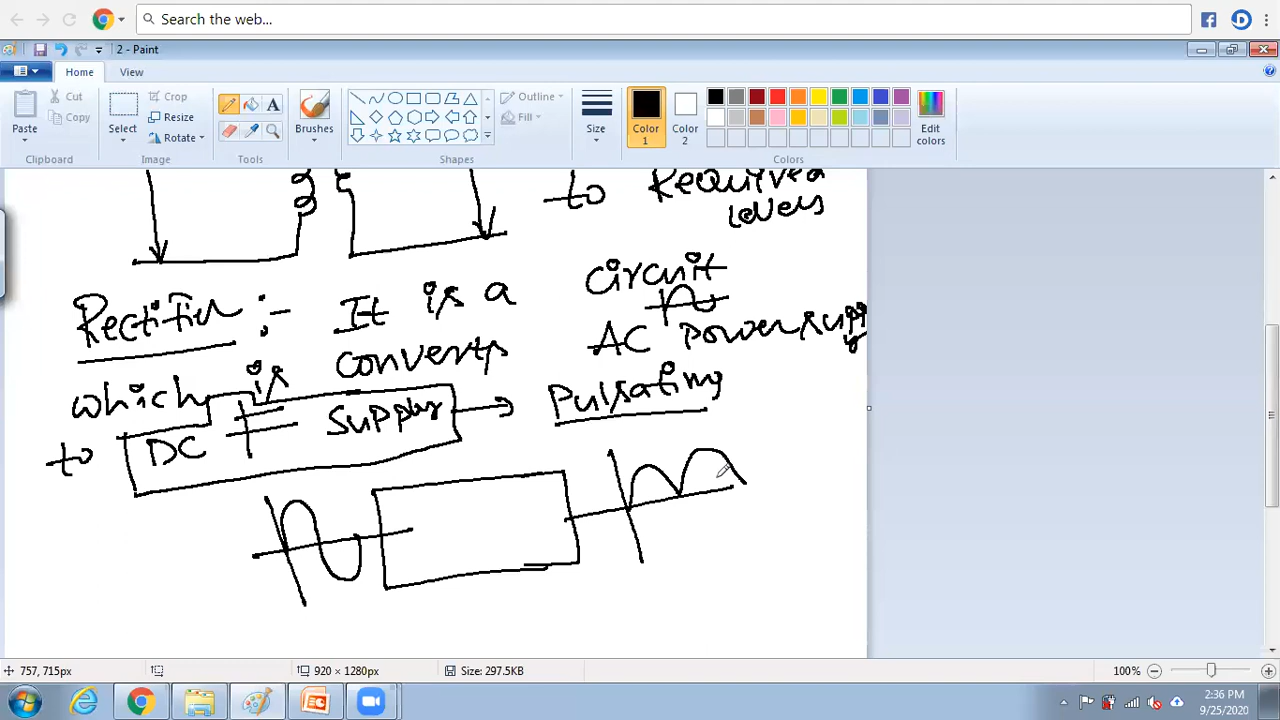 Search the web...
2 - Paint
Home
View
Paste
Cut
Copy
Clipboard
Select
Crop
Resize
Rotate
Image
A
Tools
Brushes
Outline
Fill
Shapes
Size
Color 1
Color 2
Edit colors
Colors
to Required
levels
Rectifier :- It is a circuit
which is converts AC Power supp
y
to DC Supply → Pulsating
757, 715px
920 × 1280px
Size: 297.5KB
100%
2:36 PM
9/25/2020